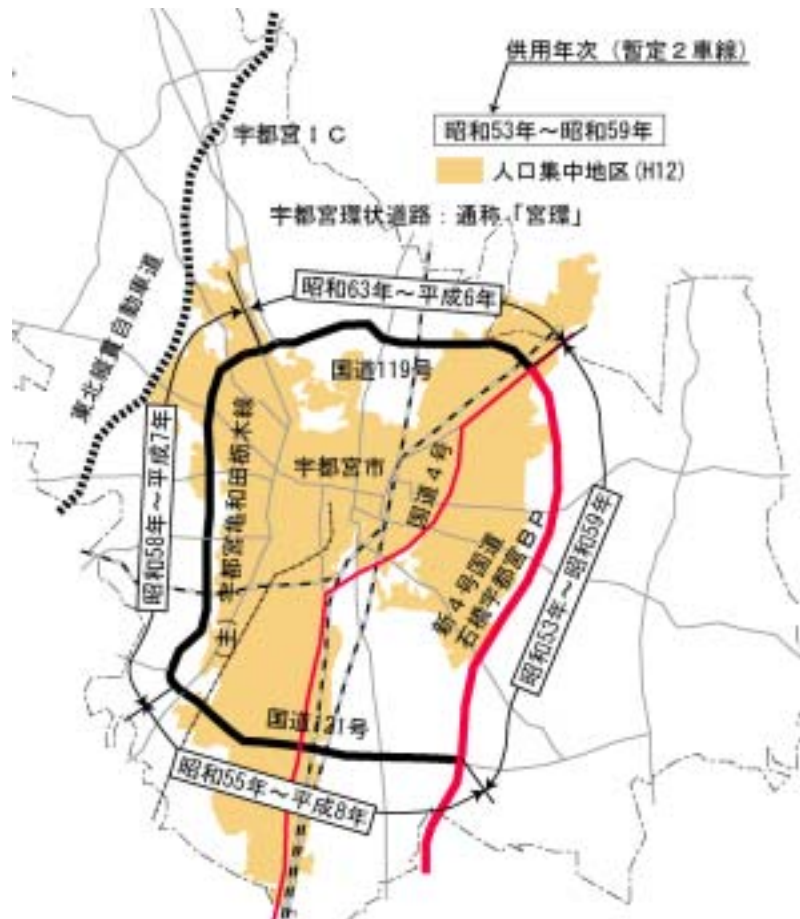 供用年次（暫定２車線）
昭和53年～昭和59年
人口集中地区(H12)
宇都宮ＩＣ
宇都宮環状道路：通称「宮環」
東北縦貫自動車道
昭和63年～平成6年
国道119号
昭和58年～平成7年
（主）宇都宮亀和田栃木線
宇都宮市
国道４号
新４号国道
石橋宇都宮ＢＰ
昭和53年～昭和59年
国道121号
昭和55年～平成8年